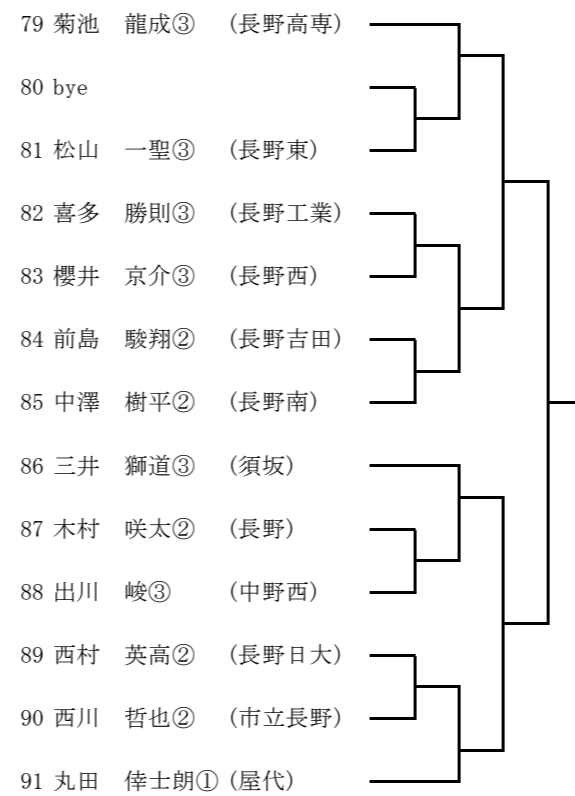 79 菊池 龍成③ (長野高専)
80 bye
81 松山 一聖③ (長野東)
82 喜多 勝則③ (長野工業)
83 櫻井 京介③ (長野西)
84 前島 駿翔② (長野吉田)
85 中澤 樹平② (長野南)
86 三井 獅道③ (須坂)
87 木村 咲太② (長野)
88 出川 峻③ (中野西)
89 西村 英高② (長野日大)
90 西川 哲也② (市立長野)
91 丸田 倖士朗① (屋代)